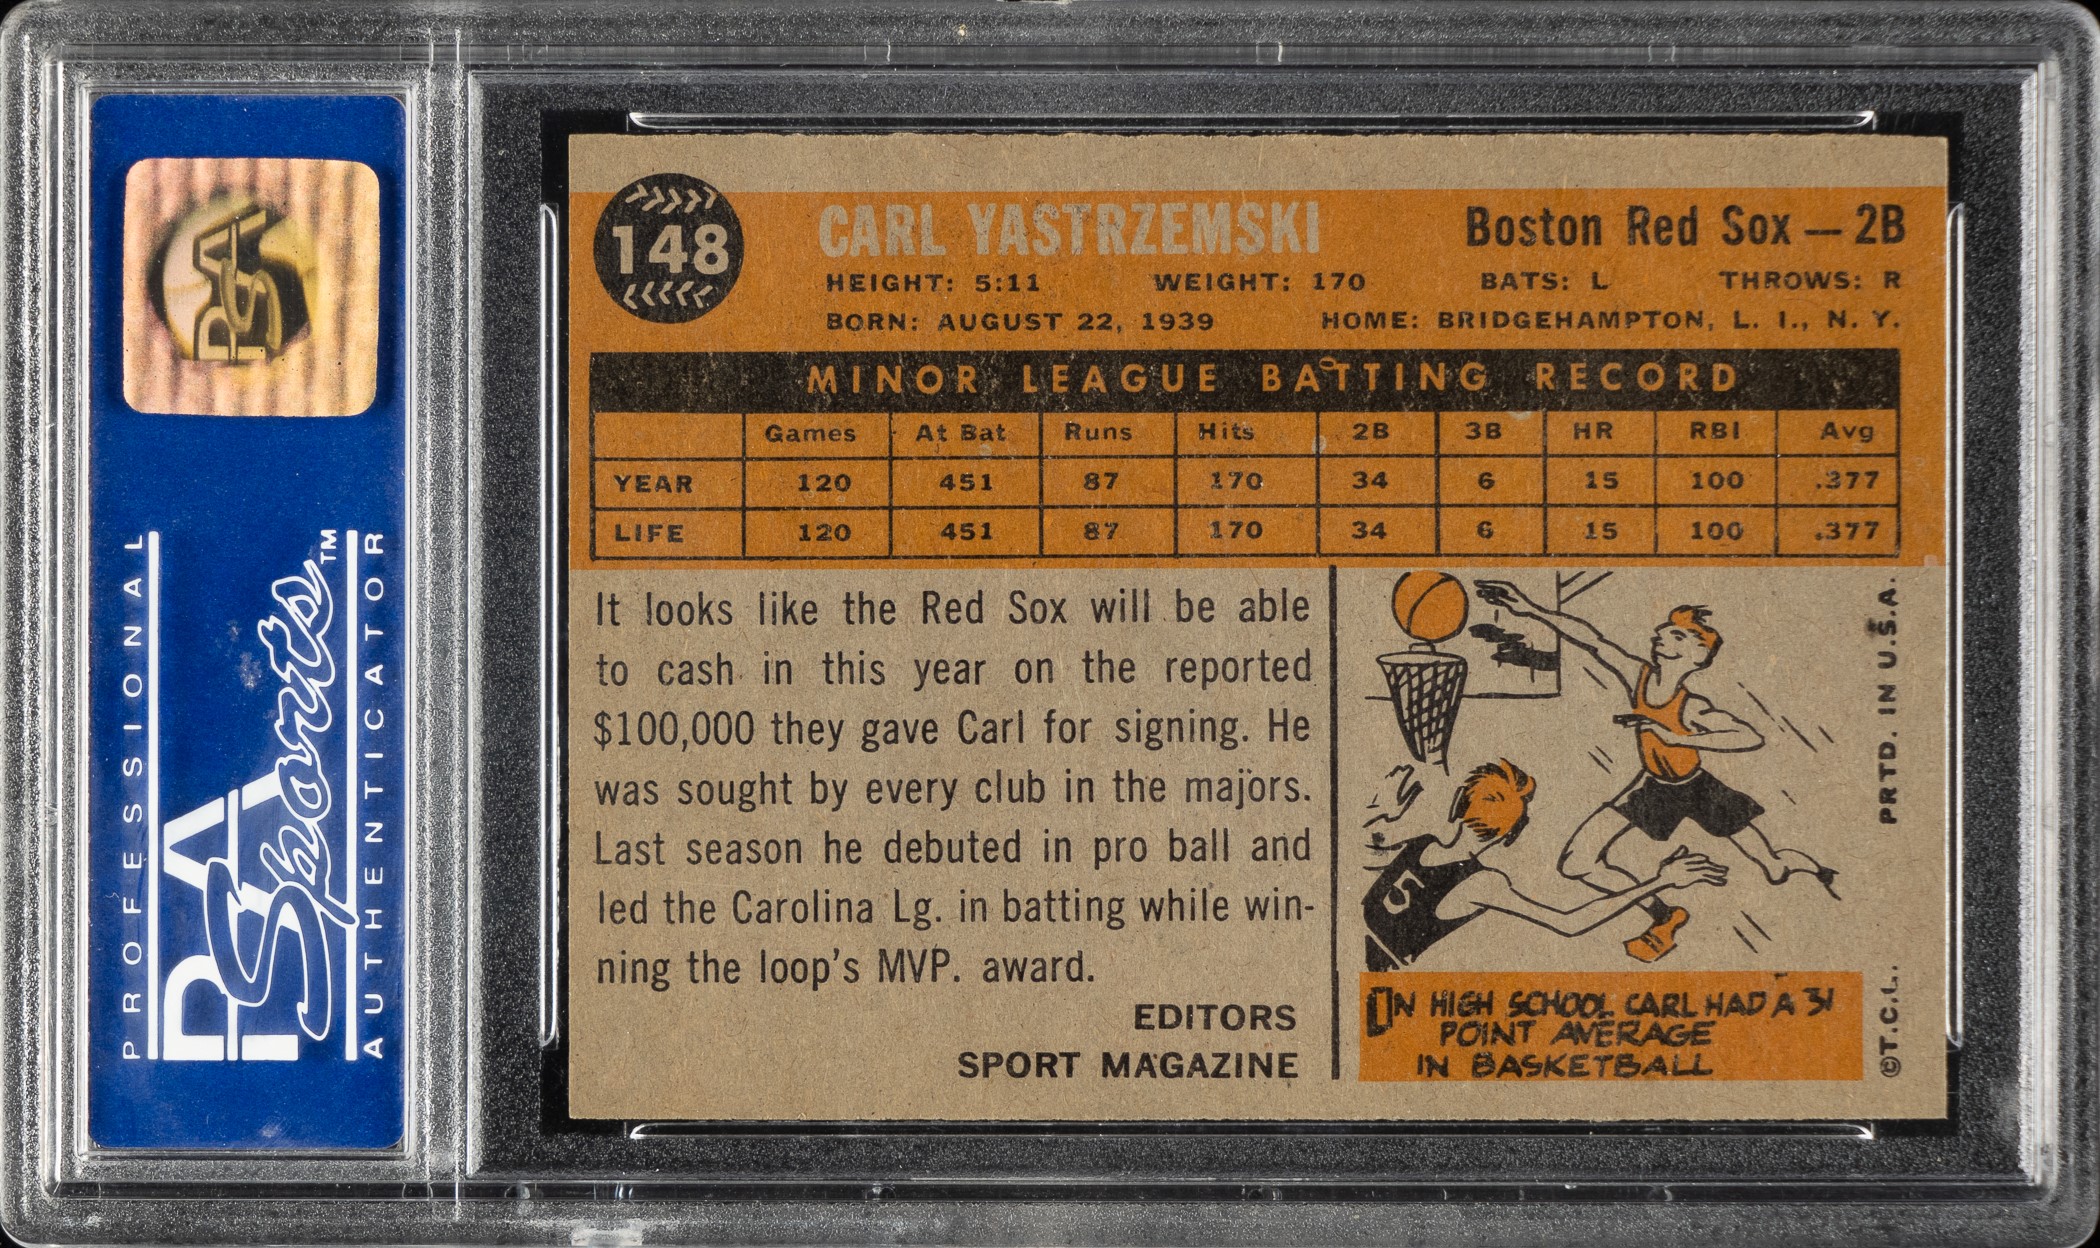 PSA
PROFESSIONAL
PSA Sports™
AUTHENTICATOR
148
CARL YASTRZEMSKI
Boston Red Sox — 2B
HEIGHT: 5:11 WEIGHT: 170 BATS: L THROWS: R
BORN: AUGUST 22, 1939 HOME: BRIDGEHAMPTON, L. I., N. Y.
MINOR LEAGUE BATTING RECORD
Games At Bat Runs Hits 2B 3B HR RBI Avg
YEAR 120 451 87 170 34 6 15 100 .377
LIFE 120 451 87 170 34 6 15 100 .377
It looks like the Red Sox will be able
to cash in this year on the reported
$100,000 they gave Carl for signing. He
was sought by every club in the majors.
Last season he debuted in pro ball and
led the Carolina Lg. in batting while win-
ning the loop's MVP. award.
EDITORS
SPORT MAGAZINE
5
IN HIGH SCHOOL CARL HAD A 31
POINT AVERAGE
IN BASKETBALL
©T.C.L. PRTD. IN U.S.A.